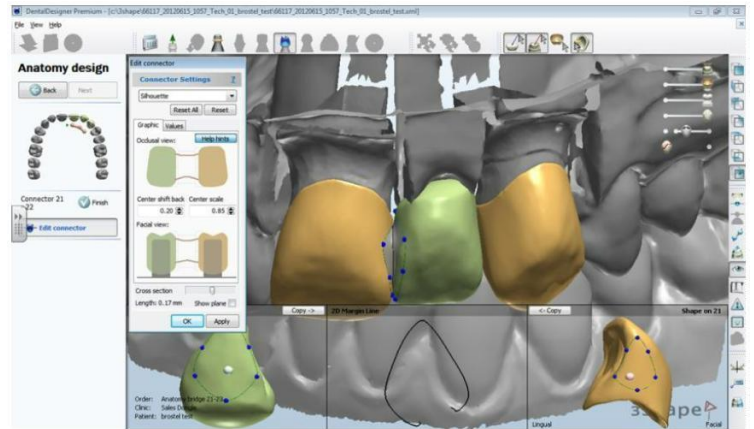 DentalDesigner Premium - [c:\3shape\66117_20120615_1057_Tech_01_brostel_test\66117_20120615_1057_Tech_01_brostel_test.xml]
File View Help
Anatomy design
Back Next
Connector 21
-22
Finish
Edit connector
Edit connector
Connector Settings ?
Silhouette
Reset All Reset
Graphic Values
Occlusal view:
Help hints
Center shift back Center scale
0.20 0.85
Facial view:
Cross section
Length: 0.17 mm Show plane
OK Apply
Copy ->
2D Margin Line
<- Copy
Shape on 21
Order: Anatomy bridge 21-23
Clinic: Sales
Patient: brostel test
Lingual
3shape
Facial